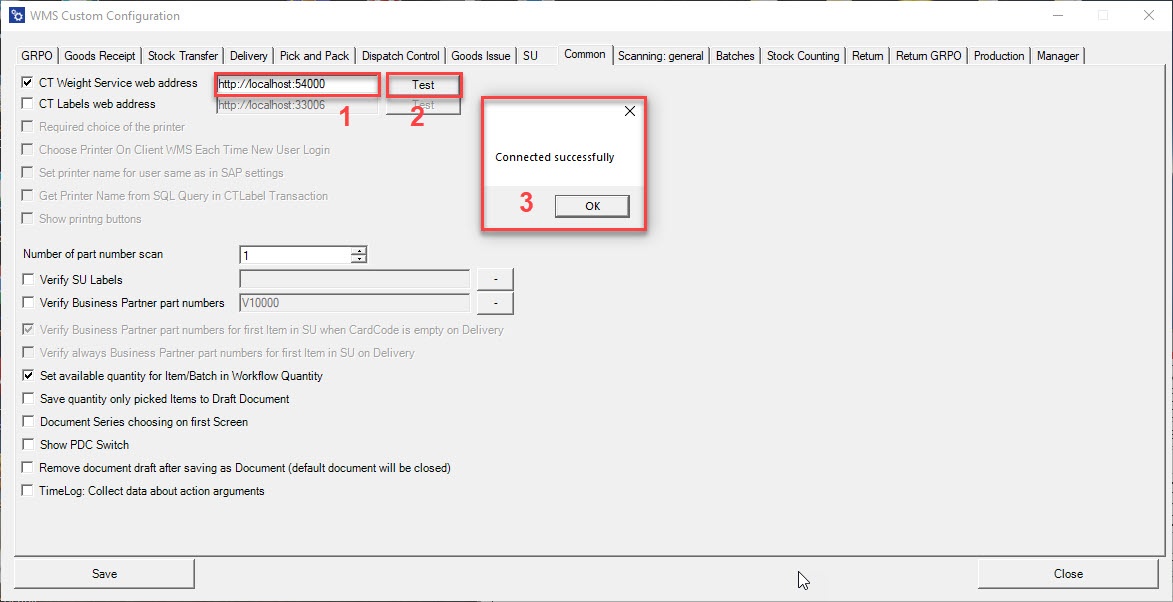 WMS Custom Configuration
GRPO Goods Receipt Stock Transfer Delivery Pick and Pack Dispatch Control Goods Issue SU Common Scanning: general Batches Stock Counting Return Return GRPO Production Manager
CT Weight Service web address http://localhost:54000 Test
CT Labels web address http://localhost:33006 Test
1 2
Required choice of the printer
Choose Printer On Client WMS Each Time New User Login
Connected successfully
Set printer name for user same as in SAP settings
Get Printer Name from SQL Query in CTLabel Transaction
3 OK
Show printng buttons
Number of part number scan 1
Verify SU Labels -
Verify Business Partner part numbers V10000 -
Verify Business Partner part numbers for first Item in SU when CardCode is empty on Delivery
Verify always Business Partner part numbers for first Item in SU on Delivery
Set available quantity for Item/Batch in Workflow Quantity
Save quantity only picked Items to Draft Document
Document Series choosing on first Screen
Show PDC Switch
Remove document draft after saving as Document (default document will be closed)
TimeLog: Collect data about action arguments
Save Close